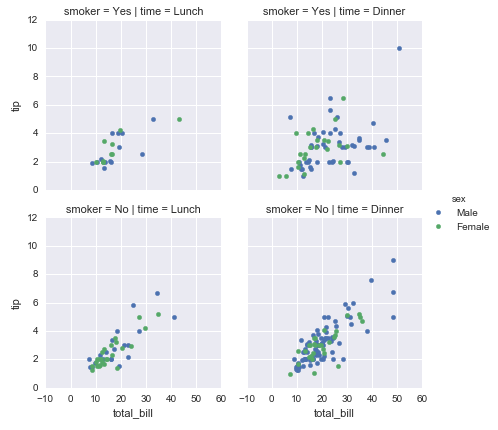 smoker = Yes | time = Lunch
smoker = Yes | time = Dinner
12
10
8
6
4
2
0
tip
sex
Male
Female
smoker = No | time = Lunch
smoker = No | time = Dinner
12
10
8
6
4
2
0
tip
−10 0 10 20 30 40 50 60
−10 0 10 20 30 40 50 60
total_bill
total_bill